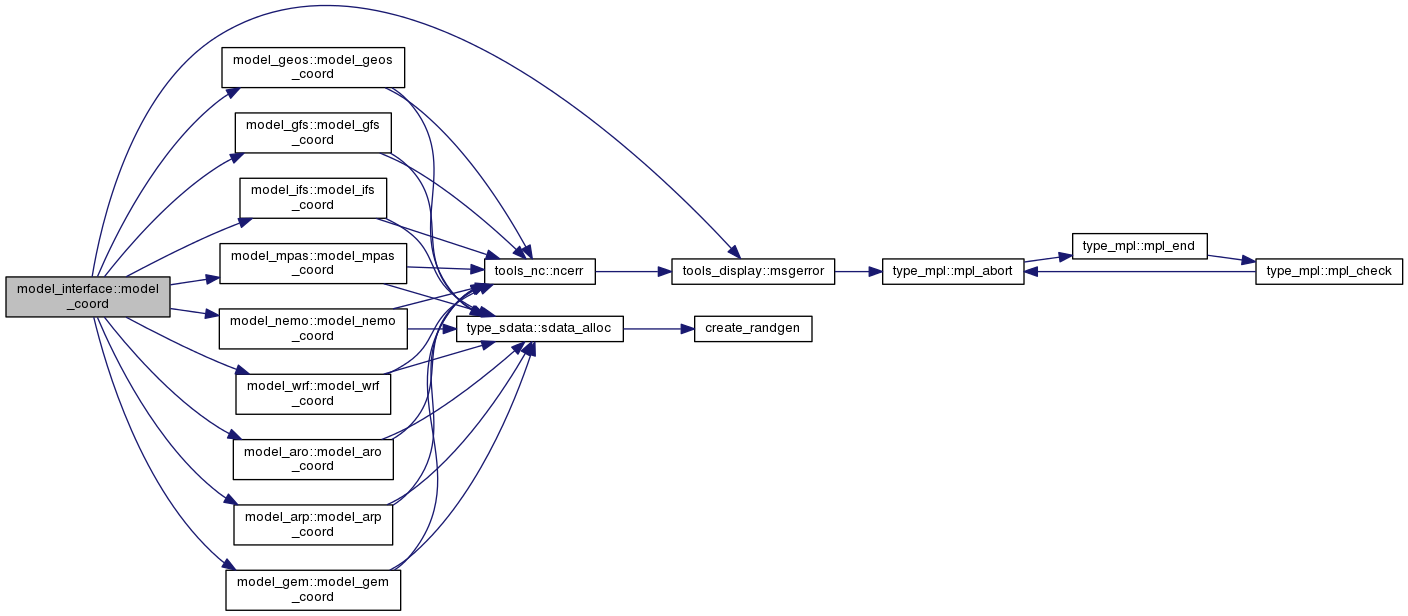 model_interface::model
_coord
model_geos::model_geos
_coord
model_gfs::model_gfs
_coord
model_ifs::model_ifs
_coord
model_mpas::model_mpas
_coord
model_nemo::model_nemo
_coord
model_wrf::model_wrf
_coord
model_aro::model_aro
_coord
model_arp::model_arp
_coord
model_gem::model_gem
_coord
tools_nc::ncerr
type_sdata::sdata_alloc
tools_display::msgerror
create_randgen
type_mpl::mpl_abort
type_mpl::mpl_end
type_mpl::mpl_check